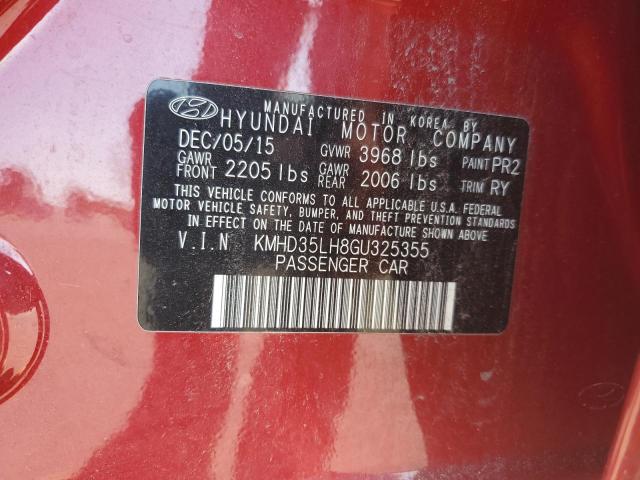 MANUFACTURED IN KOREA BY
HYUNDAI MOTOR COMPANY
DEC/05/15 GVWR 3968 lbs PAINT PR2
GAWR FRONT 2205 lbs GAWR REAR 2006 lbs TRIM RY
THIS VEHICLE CONFORMS TO ALL APPLICABLE U.S.A. FEDERAL
MOTOR VEHICLE SAFETY, BUMPER, AND THEFT PREVENTION STANDARDS
IN EFFECT ON THE DATE OF MANUFACTURE SHOWN ABOVE.
V.I.N KMHD35LH8GU325355
PASSENGER CAR